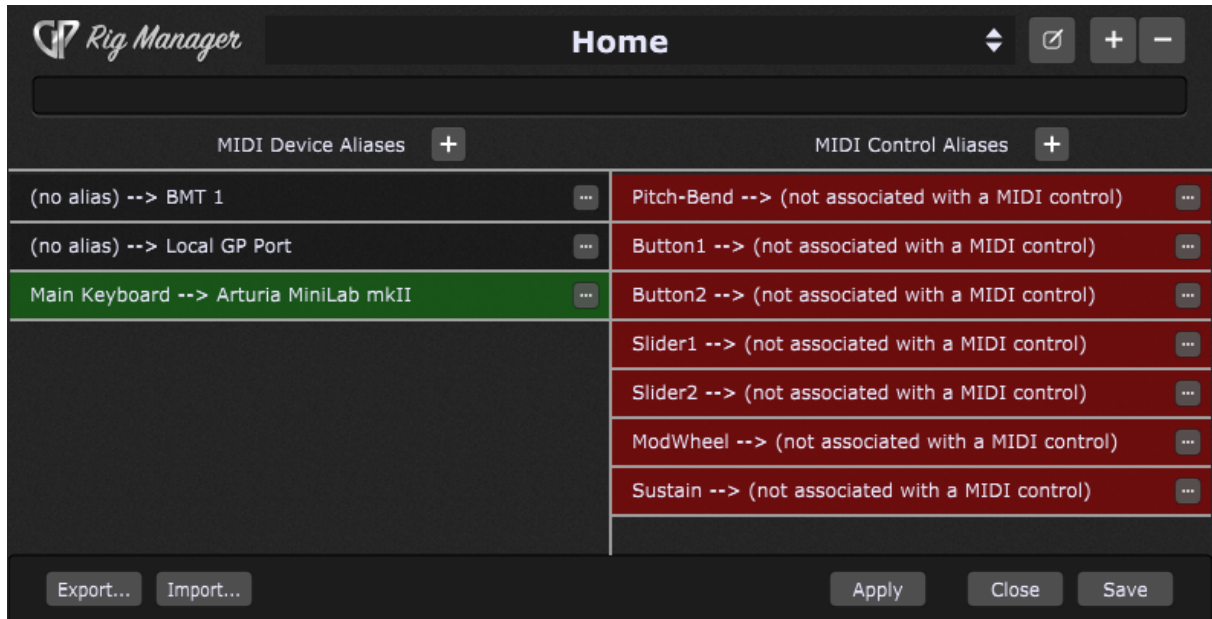 GP Rig Manager
Home
MIDI Device Aliases +
MIDI Control Aliases +
(no alias) --> BMT 1
(no alias) --> Local GP Port
Main Keyboard --> Arturia MiniLab mkII
Pitch-Bend --> (not associated with a MIDI control)
Button1 --> (not associated with a MIDI control)
Button2 --> (not associated with a MIDI control)
Slider1 --> (not associated with a MIDI control)
Slider2 --> (not associated with a MIDI control)
ModWheel --> (not associated with a MIDI control)
Sustain --> (not associated with a MIDI control)
Export... Import... Apply Close Save